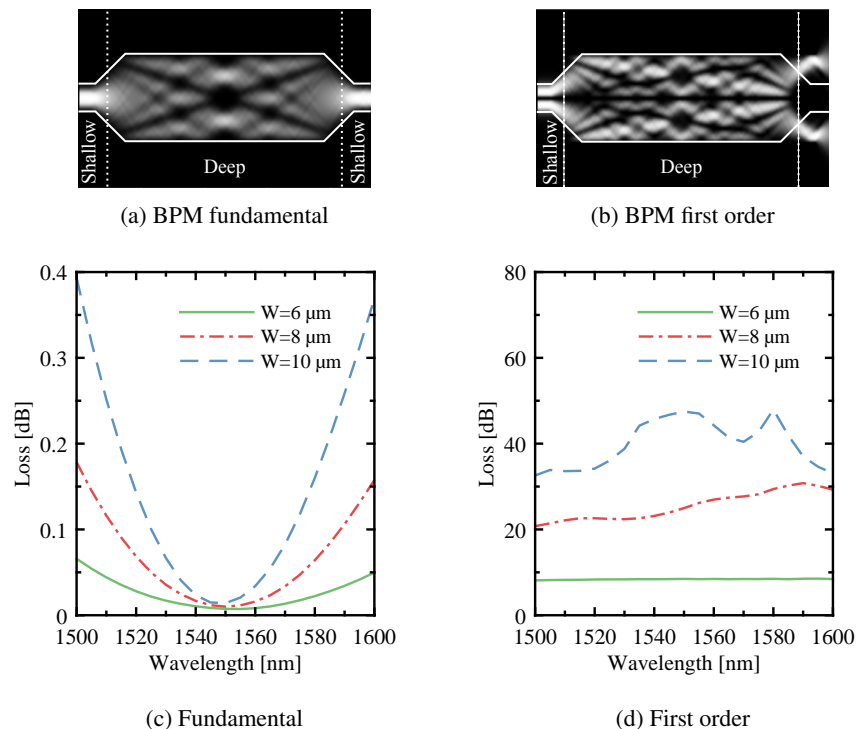 Shallow
Deep
Shallow
(a) BPM fundamental
Shallow
Deep
(b) BPM first order
0.4
0.3
0.2
0.1
0
Loss [dB]
W=6 μm
W=8 μm
W=10 μm
1500 1520 1540 1560 1580 1600
Wavelength [nm]
(c) Fundamental
80
60
40
20
0
Loss [dB]
W=6 μm
W=8 μm
W=10 μm
1500 1520 1540 1560 1580 1600
Wavelength [nm]
(d) First order